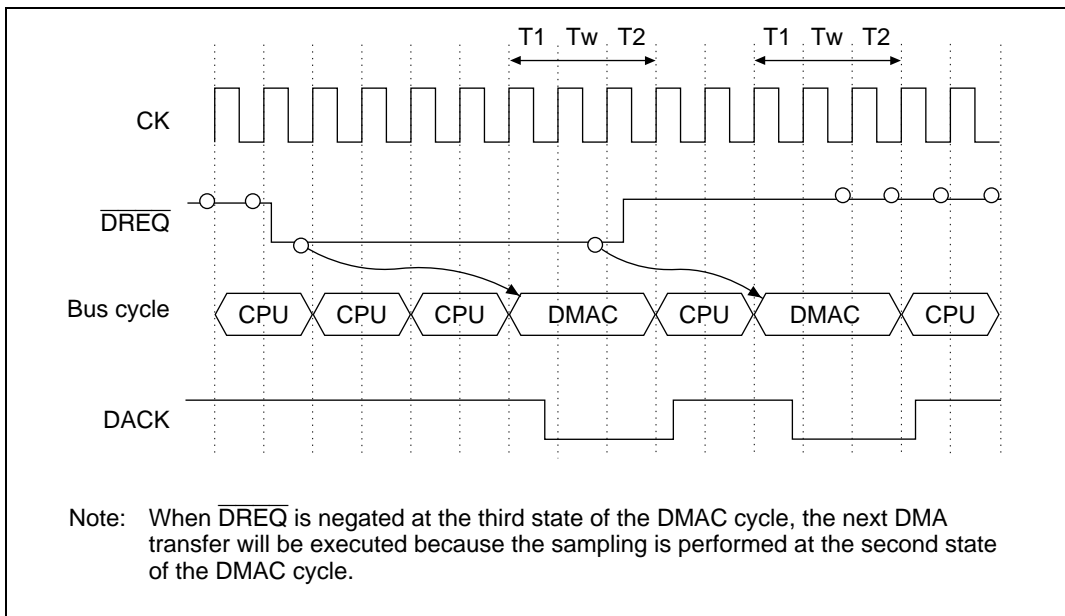 T1 Tw T2 T1 Tw T2
CK
DREQ
Bus cycle CPU CPU CPU DMAC CPU DMAC CPU
DACK
Note: When DREQ is negated at the third state of the DMAC cycle, the next DMA
transfer will be executed because the sampling is performed at the second state
of the DMAC cycle.